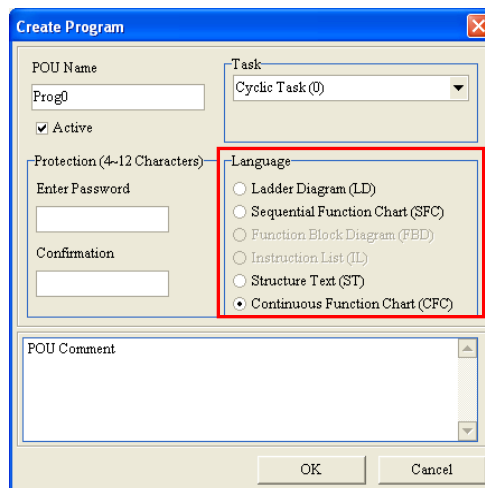 Create Program
POU Name
Prog0
Active
Task
Cyclic Task (0)
Protection (4~12 Characters)
Enter Password
Confirmation
Language
Ladder Diagram (LD)
Sequential Function Chart (SFC)
Function Block Diagram (FBD)
Instruction List (IL)
Structure Text (ST)
Continuous Function Chart (CFC)
POU Comment
OK
Cancel